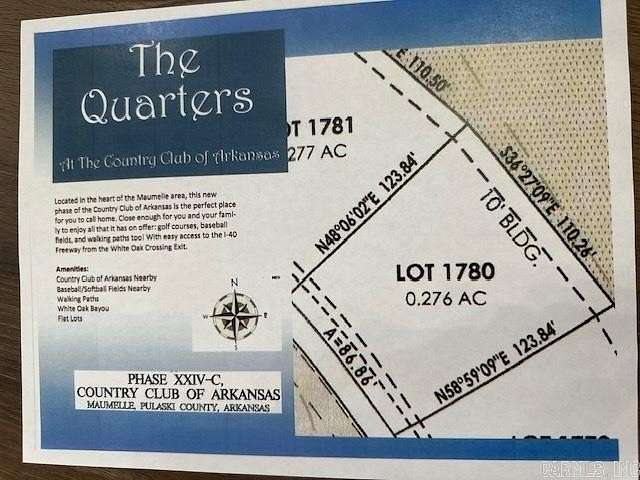 The
Quarters
At The Country Club of Arkansas
Located in the heart of the Maumelle area, this new
phase of the Country Club of Arkansas is the perfect place
for you to call home. Close enough for you and your fami-
ly to enjoy all that it has on offer: golf courses, baseball
fields, and walking paths too! With easy access to the I-40
Freeway from the White Oak Crossing Exit.
Amenities:
Country Club of Arkansas Nearby
Baseball/Softball Fields Nearby
Walking Paths
White Oak Bayou
Flat Lots
N
W E
S
PHASE XXIV-C,
COUNTRY CLUB OF ARKANSAS
MAUMELLE, PULASKI COUNTY, ARKANSAS
E 110.50'
OT 1781
277 AC
N48°06'02"E 123.84'
S36°27'09"E 110.26'
10' BLDG.
LOT 1780
0.276 AC
A=86.86'
N58°59'09"E 123.84'
CARMLS, INC